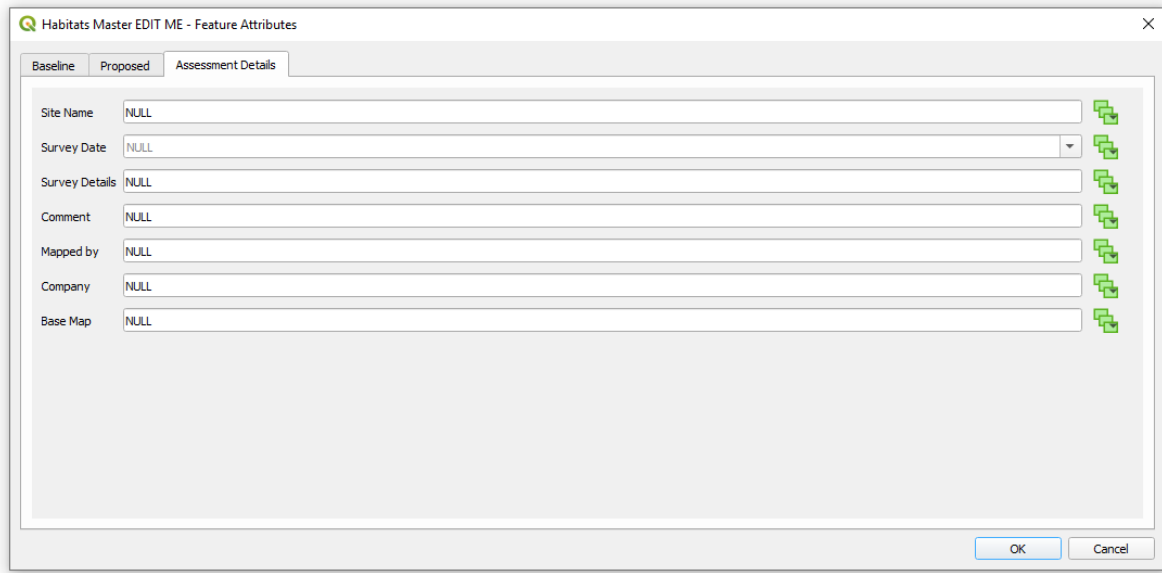 Habitats Master EDIT ME - Feature Attributes
Baseline Proposed Assessment Details
Site Name NULL
Survey Date NULL
Survey Details NULL
Comment NULL
Mapped by NULL
Company NULL
Base Map NULL
OK Cancel